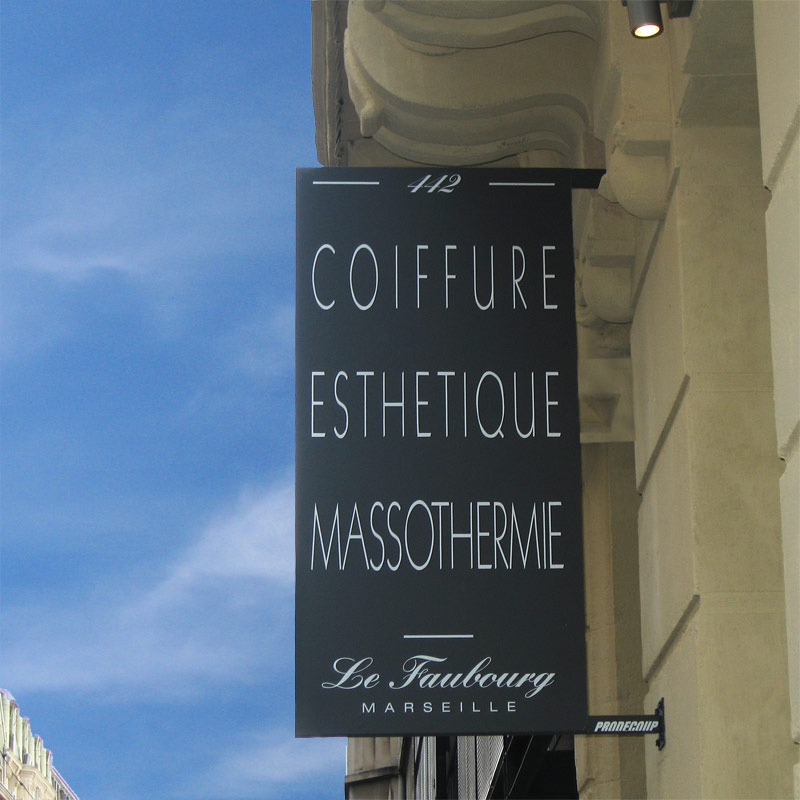 442
COIFFURE
ESTHETIQUE
MASSOTHERMIE
Le Faubourg
MARSEILLE
PRODECOUP